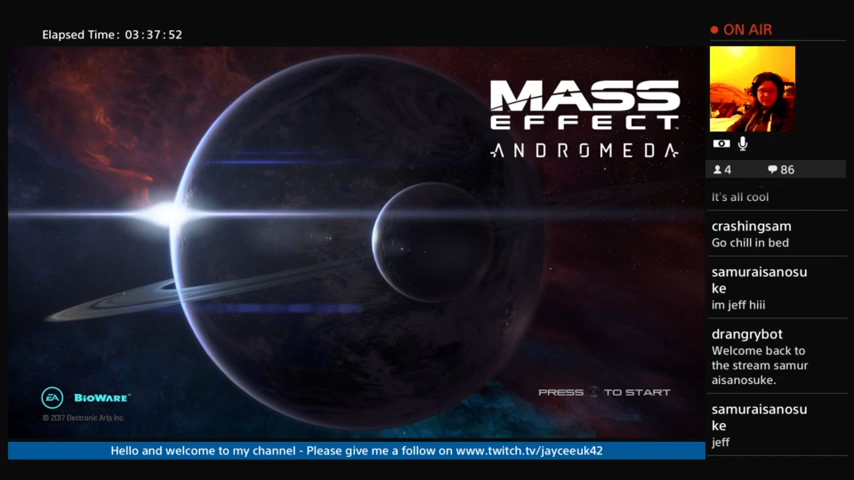 Elapsed Time: 03:37:52
ON AIR
MASS
EFFECT™
ANDROMEDA
4 86
It's all cool
crashingsam
Go chill in bed
samuraisanosu
ke
im jeff hiii
drangrybot
Welcome back to
the stream samur
aisanosuke.
samuraisanosu
ke
jeff
PRESS TO START
EA BIOWARE™
© 2017 Electronic Arts Inc.
Hello and welcome to my channel - Please give me a follow on www.twitch.tv/jayceeuk42